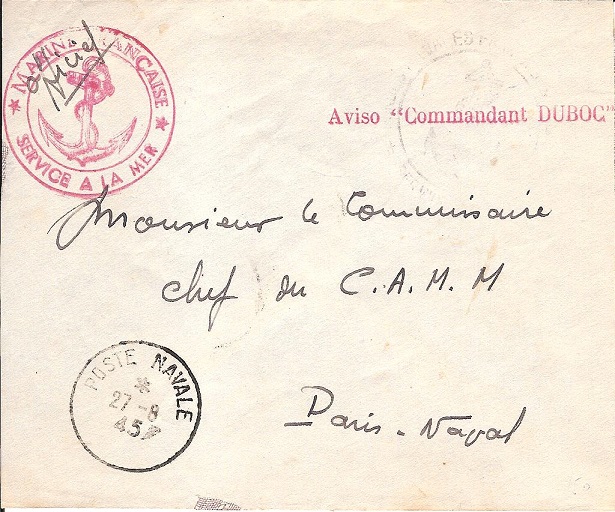 MARINE FRANÇAISE
SERVICE A LA MER
Aviso "Commandant DUBOC"
Monsieur le Commissaire
Chef du C.A.M.M
POSTE NAVALE
27-8
45
Paris-Naval